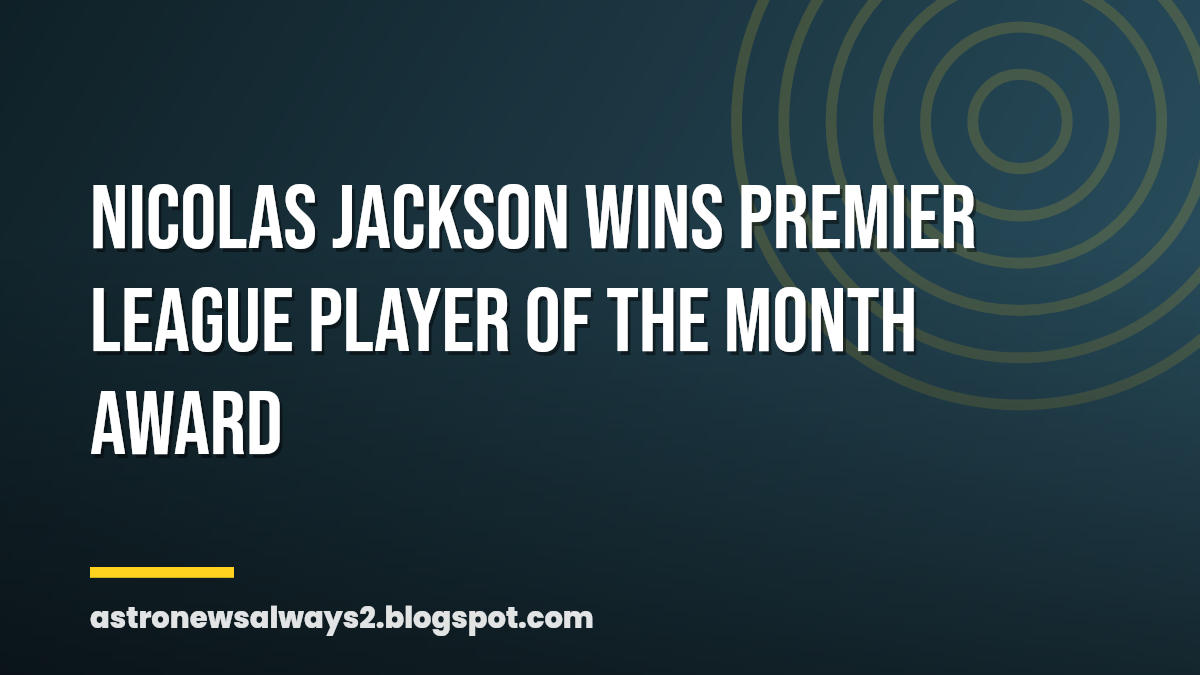 NICOLAS JACKSON WINS PREMIER
LEAGUE PLAYER OF THE MONTH
AWARD
astronewsalways2.blogspot.com